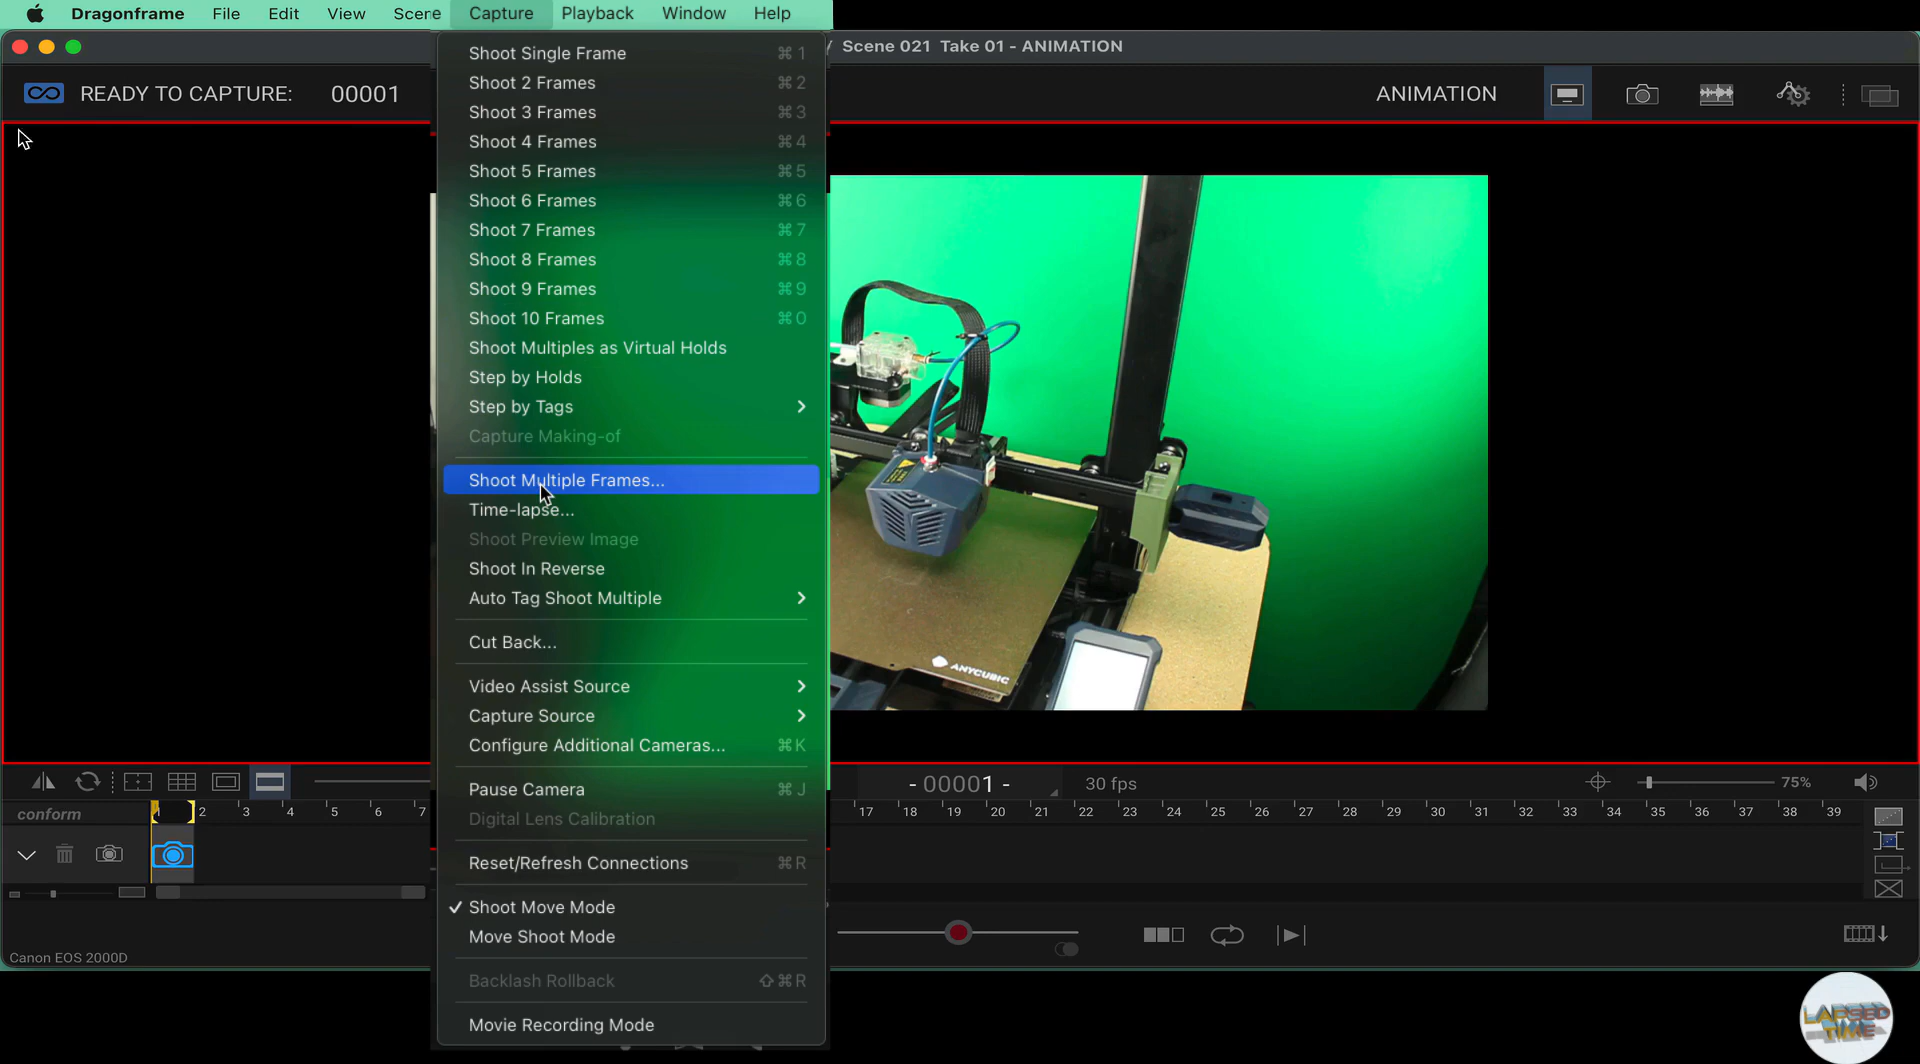 Dragonframe File Edit View Scene Capture Playback Window Help
Scene 021 Take 01 - ANIMATION
READY TO CAPTURE: 00001
ANIMATION
Shoot Single Frame ⌘1
Shoot 2 Frames ⌘2
Shoot 3 Frames ⌘3
Shoot 4 Frames ⌘4
Shoot 5 Frames ⌘5
Shoot 6 Frames ⌘6
Shoot 7 Frames ⌘7
Shoot 8 Frames ⌘8
Shoot 9 Frames ⌘9
Shoot 10 Frames ⌘0
Shoot Multiples as Virtual Holds
Step by Holds
Step by Tags
Capture Making-of
Shoot Multiple Frames...
Time-lapse...
Shoot Preview Image
Shoot In Reverse
Auto Tag Shoot Multiple
Cut Back...
Video Assist Source
Capture Source
Configure Additional Cameras... ⌘K
Pause Camera ⌘J
Digital Lens Calibration
Reset/Refresh Connections ⌘R
✓ Shoot Move Mode
Move Shoot Mode
Backlash Rollback ⇧⌘R
Movie Recording Mode
ANYCUBIC
- 00001 -
30 fps
75%
conform
1 2 3 4 5 6 7 17 18 19 20 21 22 23 24 25 26 27 28 29 30 31 32 33 34 35 36 37 38 39
Canon EOS 2000D
LAPSED
TIME